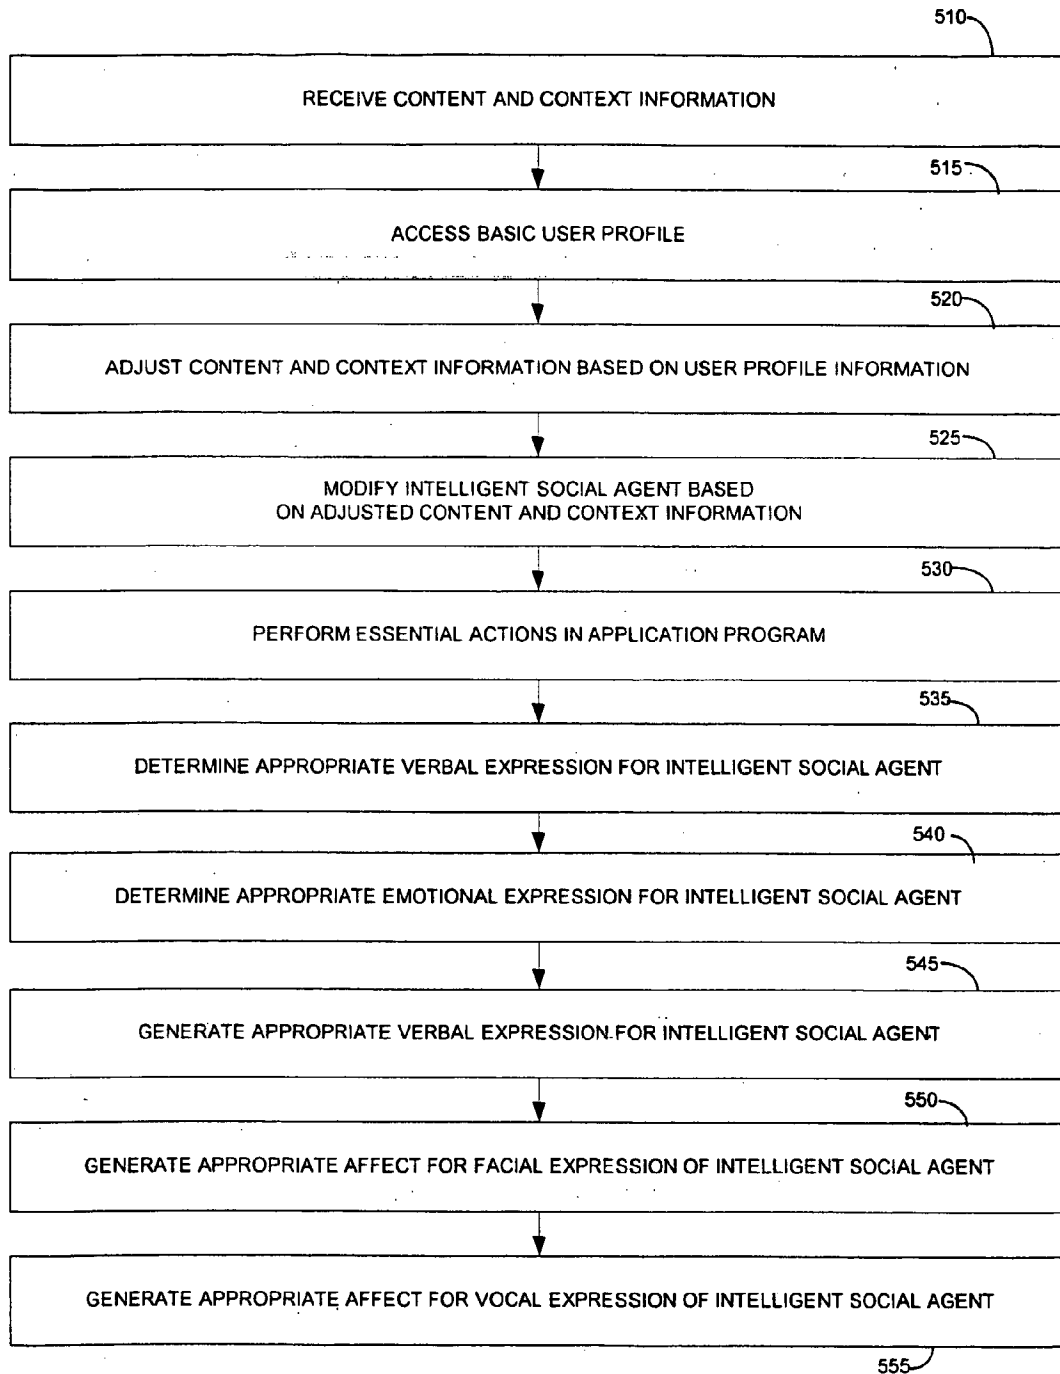 510
RECEIVE CONTENT AND CONTEXT INFORMATION
515
ACCESS BASIC USER PROFILE
520
ADJUST CONTENT AND CONTEXT INFORMATION BASED ON USER PROFILE INFORMATION
525
MODIFY INTELLIGENT SOCIAL AGENT BASED
ON ADJUSTED CONTENT AND CONTEXT INFORMATION
530
PERFORM ESSENTIAL ACTIONS IN APPLICATION PROGRAM
535
DETERMINE APPROPRIATE VERBAL EXPRESSION FOR INTELLIGENT SOCIAL AGENT
540
DETERMINE APPROPRIATE EMOTIONAL EXPRESSION FOR INTELLIGENT SOCIAL AGENT
545
GENERATE APPROPRIATE VERBAL EXPRESSION FOR INTELLIGENT SOCIAL AGENT
550
GENERATE APPROPRIATE AFFECT FOR FACIAL EXPRESSION OF INTELLIGENT SOCIAL AGENT
GENERATE APPROPRIATE AFFECT FOR VOCAL EXPRESSION OF INTELLIGENT SOCIAL AGENT
555